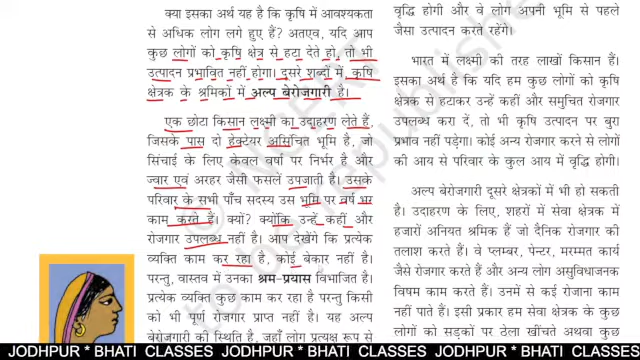 क्या इसका अर्थ यह है कि कृषि में आवश्यकता
से अधिक लोग लगे हुए हैं? अतएव, यदि आप
कुछ लोगों को कृषि क्षेत्र से हटा देते हो, तो भी
उत्पादन प्रभावित नहीं होगा। दूसरे शब्दों में, कृषि
क्षेत्रक के श्रमिकों में अल्प बेरोजगारी है।
एक छोटा किसान लक्ष्मी का उदाहरण लेते हैं,
जिसके पास दो हेक्टेयर असिंचित भूमि है, जो
सिंचाई के लिए केवल वर्षा पर निर्भर है और
ज्वार एवं अरहर जैसी फसलें उपजाती है। उसके
परिवार के सभी पाँच सदस्य उस भूमि पर वर्ष भर
काम करते हैं। क्यों? क्योंकि उन्हें कहीं और
रोजगार उपलब्ध नहीं है। आप देखेंगे कि प्रत्येक
व्यक्ति काम कर रहा है, कोई बेकार नहीं है।
परन्तु, वास्तव में उनका श्रम-प्रयास विभाजित है।
प्रत्येक व्यक्ति कुछ काम कर रहा है परन्तु किसी
को भी पूर्ण रोजगार प्राप्त नहीं है। यह अल्प
बेरोजगारी की स्थिति है, जहाँ लोग प्रत्यक्ष रूप से
वृद्धि होगी और वे लोग अपनी भूमि से पहले
जैसा उत्पादन करते रहेंगे।
भारत में लक्ष्मी की तरह लाखों किसान हैं।
इसका अर्थ है कि यदि हम कुछ लोगों को कृषि
क्षेत्रक से हटाकर उन्हें कहीं और समुचित रोजगार
उपलब्ध करा दें, तो भी कृषि उत्पादन पर बुरा
प्रभाव नहीं पड़ेगा। कोई अन्य रोजगार करने से लोगों
की आय से परिवार के कुल आय में वृद्धि होगी।
अल्प बेरोजगारी दूसरे क्षेत्रकों में भी हो सकती
है। उदाहरण के लिए, शहरों में सेवा क्षेत्रक में
हजारों अनियत श्रमिक हैं जो दैनिक रोजगार की
तलाश करते हैं। वे प्लम्बर, पेन्टर, मरम्मत कार्य
जैसे रोजगार करते हैं और अन्य लोग असुविधाजनक
विषम काम करते हैं। उनमें से कई रोजाना काम
नहीं पाते हैं। इसी प्रकार हम सेवा क्षेत्रक के
कुछ लोगों को सड़कों पर ठेला खींचते अथवा कुछ
JODHPUR * BHATI CLASSES JODHPUR * BHATI CLASSES JODHPUR * BHATI CLASSES